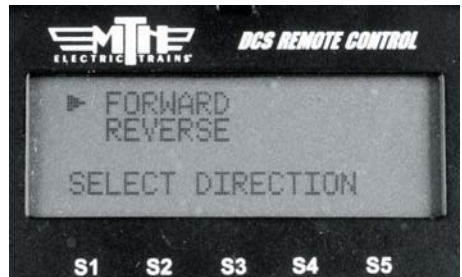 MTH DCS REMOTE CONTROL
ELECTRIC TRAINS
FORWARD
REVERSE
SELECT DIRECTION
S1 S2 S3 S4 S5